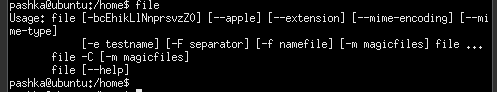 pashka@ubuntu:/home$ file
Usage: file [-bcEhikLlNnprsvzZ0] [--apple] [--extension] [--mime-encoding] [--mi
me-type]
            [-e testname] [-F separator] [-f namefile] [-m magicfiles] file ...
       file -C [-m magicfiles]
       file [--help]
pashka@ubuntu:/home$